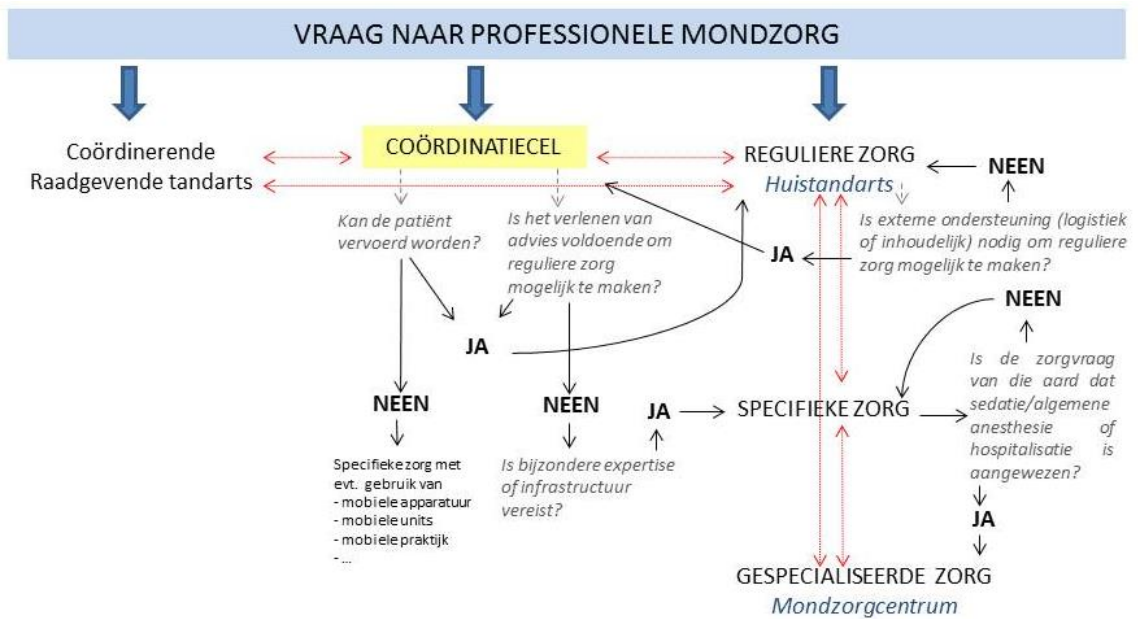 VRAAG NAAR PROFESSIONELE MONDZORG
Coördinerende
Raadgevende tandarts
COÖRDINATIECEL
REGULIERE ZORG
Huistandarts
NEEN
Kan de patiënt
vervoerd worden?
Is het verlenen van
advies voldoende om
reguliere zorg
mogelijk te maken?
JA
Is externe ondersteuning (logistiek
of inhoudelijk) nodig om reguliere
zorg mogelijk te maken?
NEEN
JA
Is de zorgvraag
van die aard dat
sedatie/algemene
anesthesie of
hospitalisatie is
aangewezen?
NEEN
NEEN
JA
SPECIFIEKE ZORG
Specifieke zorg met
evt. gebruik van
- mobiele apparatuur
- mobiele units
- mobiele praktijk
- ...
Is bijzondere expertise
of infrastructuur
vereist?
JA
GESPECIALISEERDE ZORG
Mondzorgcentrum